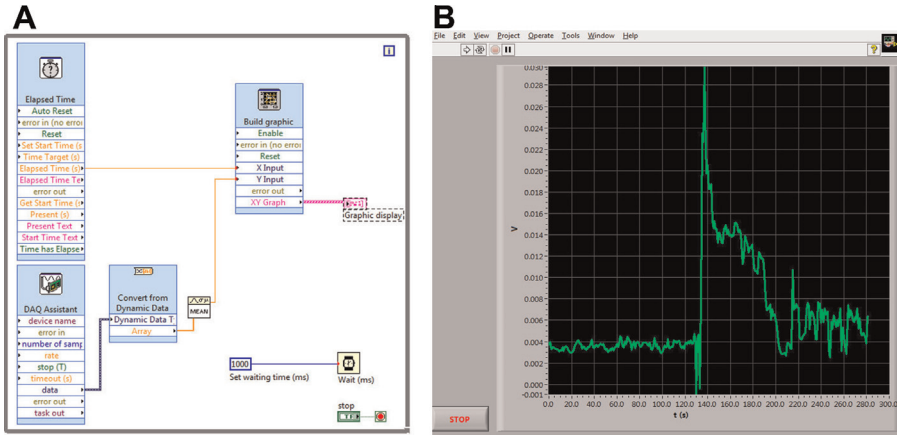 A
Elapsed Time
Auto Reset
error in (no erro
Reset
Set Start Time (s
Time Target (s)
Elapsed Time (s)
Elapsed Time Te
error out
Get Start Time (r
Present (s)
Present Text
Start Time Text
Time has Elapse
DAQ Assistant
device name
error in
number of samp
rate
stop (T)
timeout (s)
data
error out
task out
Convert from
Dynamic Data
Dynamic Data T
Array
MEAN
Build graphic
Enable
error in (no erro
Reset
X Input
Y Input
error out
XY Graph
Graphic display
1000
Set waiting time (ms)
Wait (ms)
stop
TF
i
B
File Edit View Project Operate Tools Window Help
?
0.030
0.028
0.026
0.024
0.022
0.020
0.018
0.016
0.014
0.012
0.010
0.008
0.006
0.004
0.002
0.000
-0.001
V
0.0 20.0 40.0 60.0 80.0 100.0 120.0 140.0 160.0 180.0 200.0 220.0 240.0 260.0 280.0 300.0
t (s)
STOP